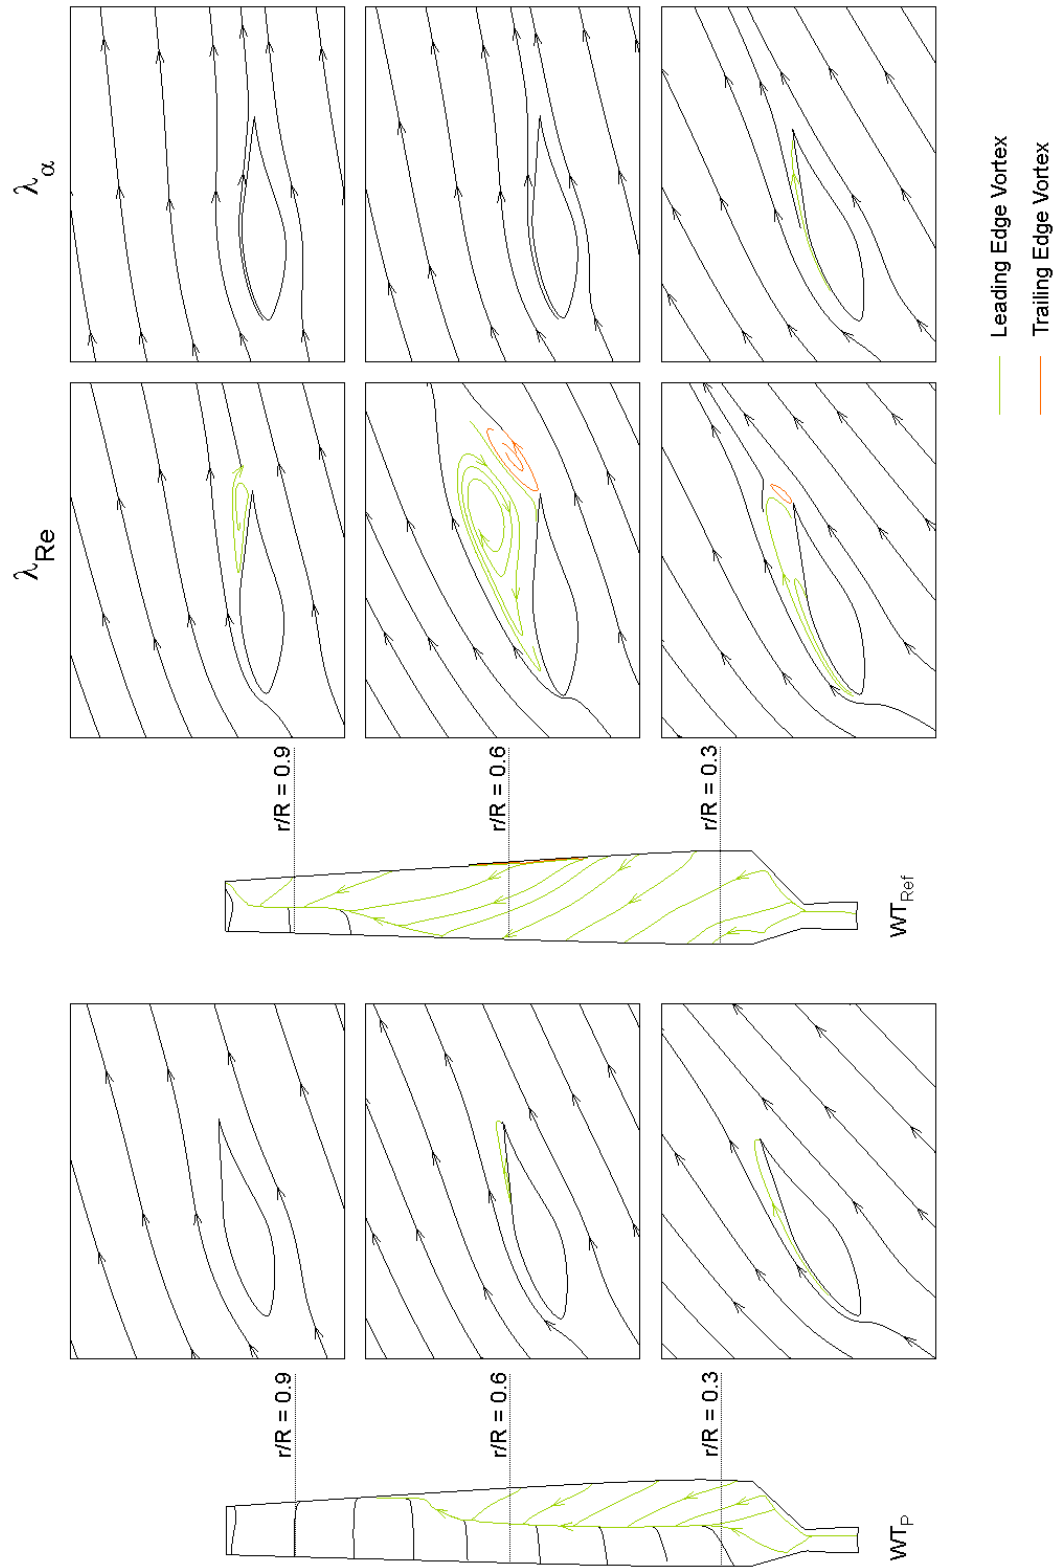 λα
λRe
r/R = 0.9
r/R = 0.6
r/R = 0.3
WTRef
r/R = 0.9
r/R = 0.6
r/R = 0.3
WTP
Leading Edge Vortex
Trailing Edge Vortex